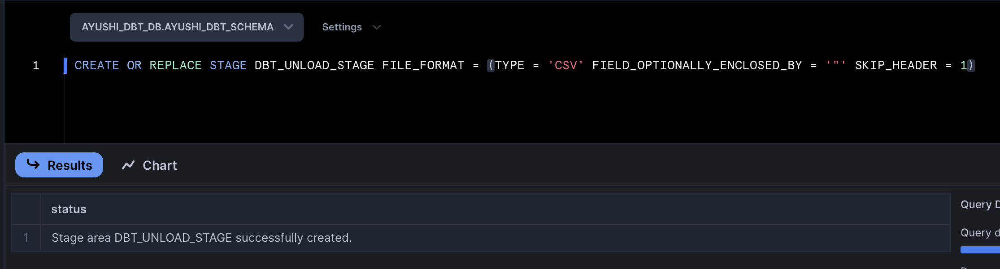 AYUSHI_DBT_DB.AYUSHI_DBT_SCHEMA Settings
1 CREATE OR REPLACE STAGE DBT_UNLOAD_STAGE FILE_FORMAT = (TYPE = 'CSV' FIELD_OPTIONALLY_ENCLOSED_BY = '"' SKIP_HEADER = 1)
Results Chart
status
Query D
1 Stage area DBT_UNLOAD_STAGE successfully created.
Query d